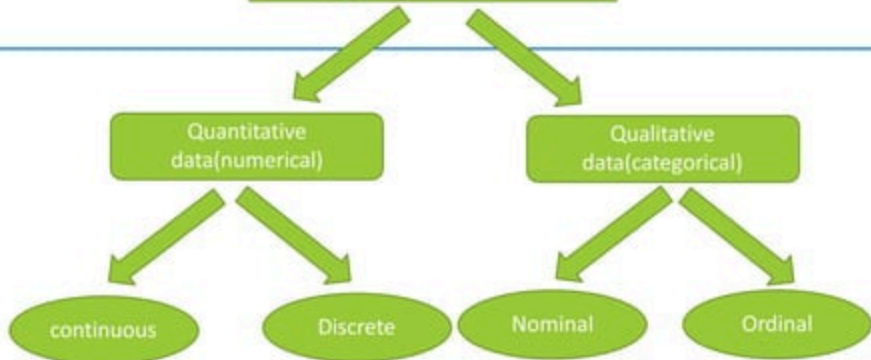 Quantitative
data(numerical)
Qualitative
data(categorical)
continuous
Discrete
Nominal
Ordinal